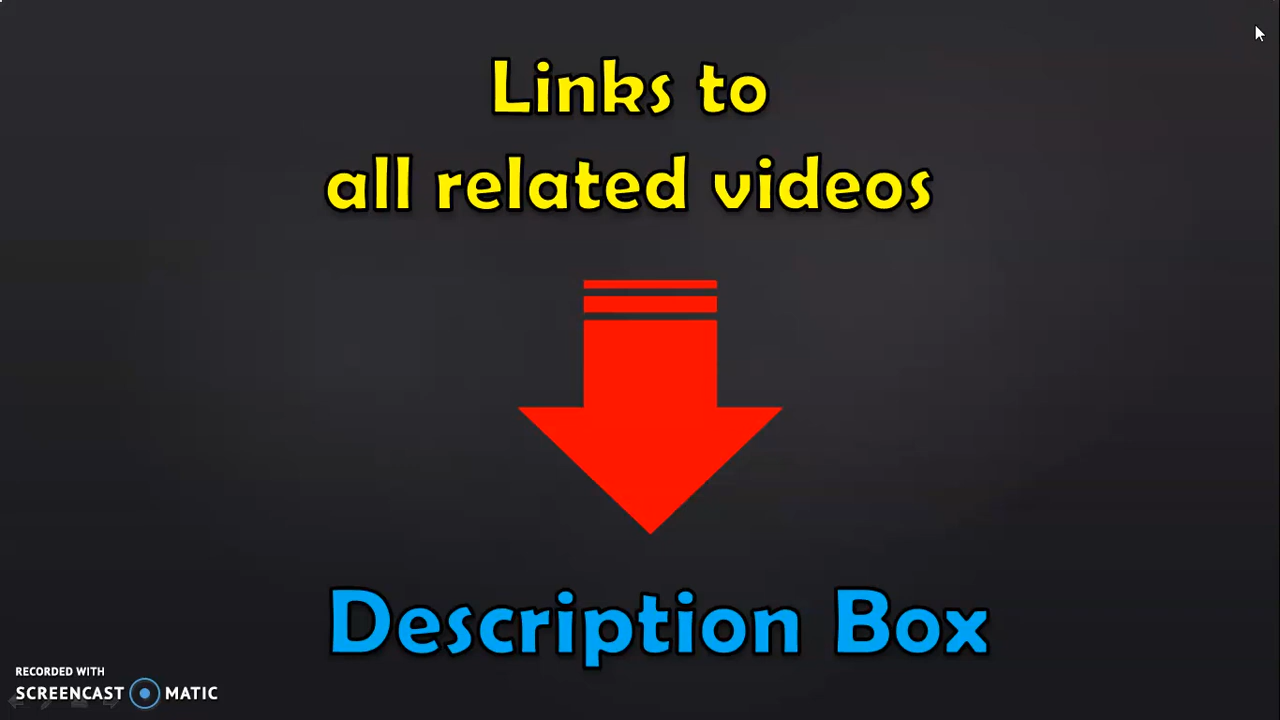 Links to
all related videos
Description Box
RECORDED WITH
SCREENCAST MATIC